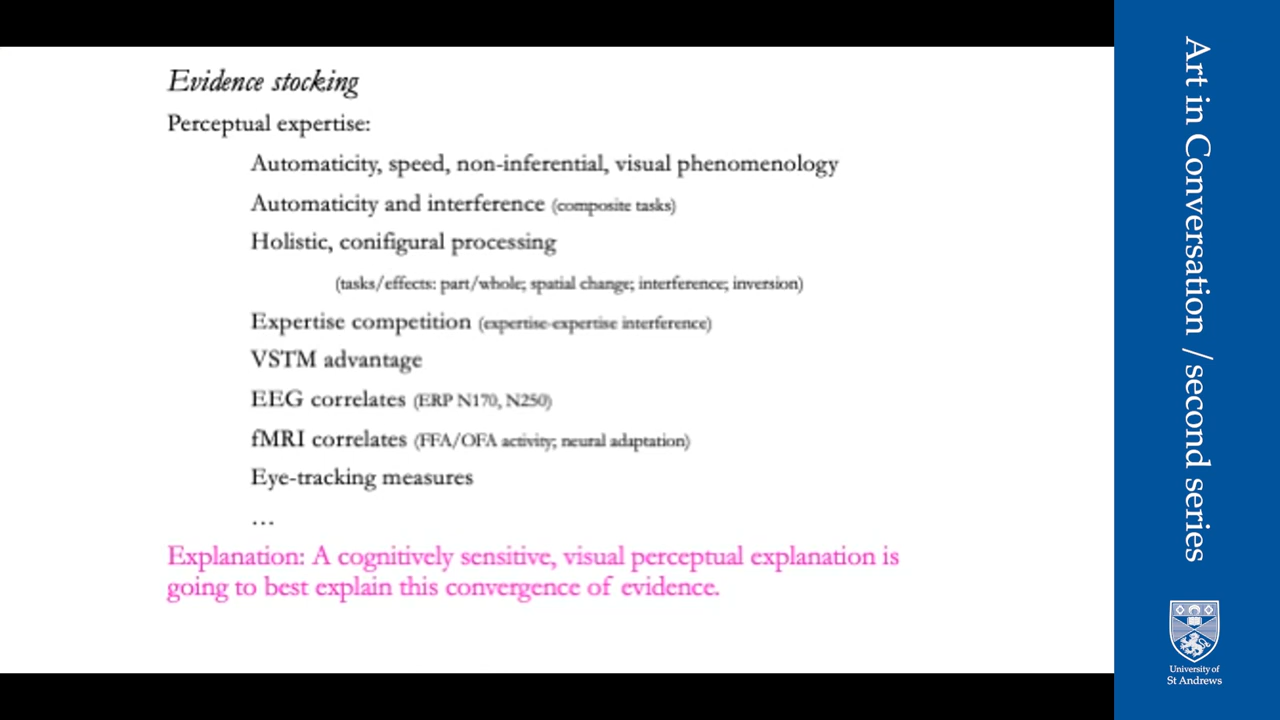 Evidence stocking
Perceptual expertise:
Automaticity, speed, non-inferential, visual phenomenology
Automaticity and interference (composite tasks)
Holistic, conifigural processing
(tasks/effects: part/whole; spatial change; interference; inversion)
Expertise competition (expertise-expertise interference)
VSTM advantage
EEG correlates (ERP N170, N250)
fMRI correlates (FFA/OFA activity; neural adaptation)
Eye-tracking measures
…
Explanation: A cognitively sensitive, visual perceptual explanation is
going to best explain this convergence of evidence.
Art in Conversation / second series
University of
St Andrews